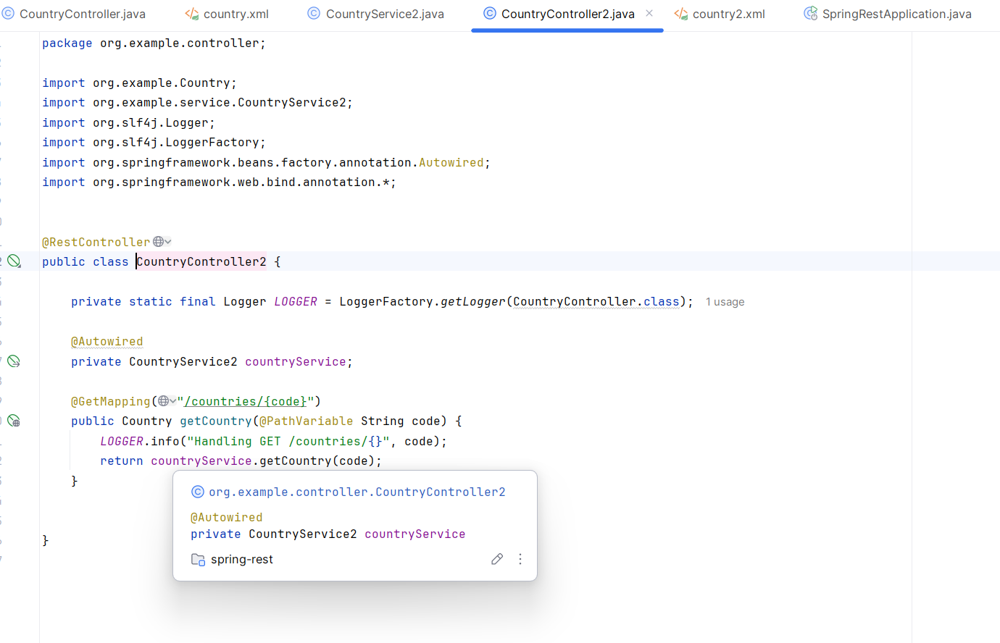 CountryController.java country.xml CountryService2.java CountryController2.java country2.xml SpringRestApplication.java
package org.example.controller;
import org.example.Country;
import org.example.service.CountryService2;
import org.slf4j.Logger;
import org.slf4j.LoggerFactory;
import org.springframework.beans.factory.annotation.Autowired;
import org.springframework.web.bind.annotation.*;
@RestController
public class CountryController2 {
private static final Logger LOGGER = LoggerFactory.getLogger(CountryController.class); 1 usage
@Autowired
private CountryService2 countryService;
@GetMapping("/countries/{code}")
public Country getCountry(@PathVariable String code) {
LOGGER.info("Handling GET /countries/{}", code);
return countryService.getCountry(code);
}
org.example.controller.CountryController2
@Autowired
private CountryService2 countryService
spring-rest
}